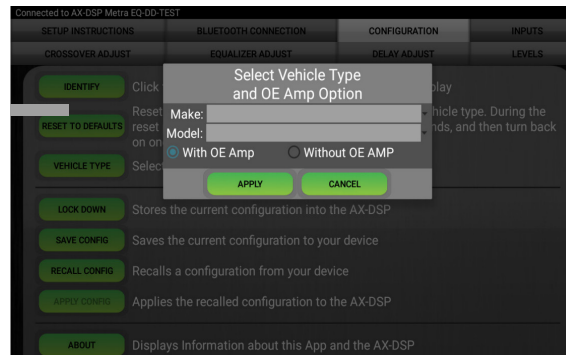 Connected to AX-DSP Metra EQ-DD-TEST
SETUP INSTRUCTIONS BLUETOOTH CONNECTION CONFIGURATION INPUTS
CROSSOVER ADJUST EQUALIZER ADJUST DELAY ADJUST LEVELS
Select Vehicle Type
and OE Amp Option
Make:
Model:
With OE Amp Without OE AMP
APPLY CANCEL
IDENTIFY Click play
RESET TO DEFAULTS Reset hicle type. During the
reset nds, and then turn back
on on
VEHICLE TYPE Select
LOCK DOWN Stores the current configuration into the AX-DSP
SAVE CONFIG Saves the current configuration to your device
RECALL CONFIG Recalls a configuration from your device
APPLY CONFIG Applies the recalled configuration to the AX-DSP
ABOUT Displays Information about this App and the AX-DSP